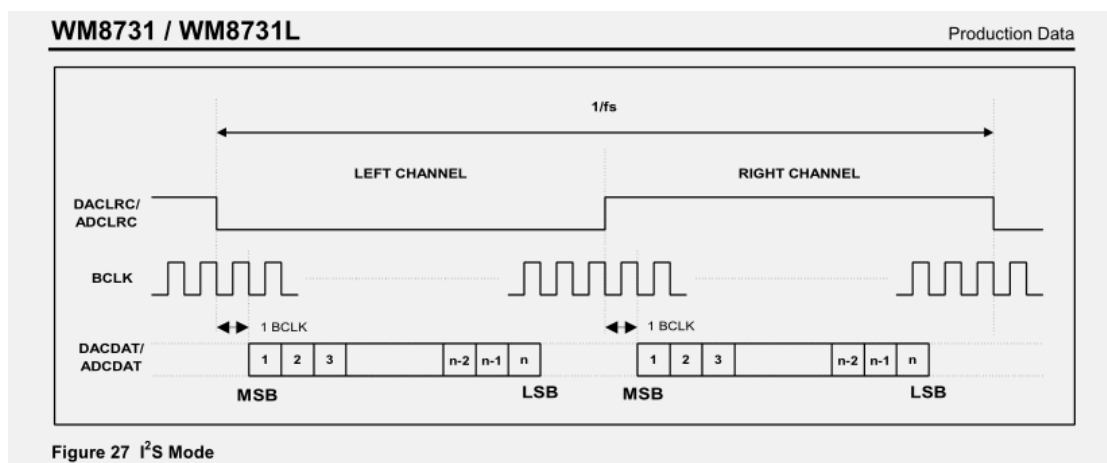 WM8731 / WM8731L
Production Data
1/fs
LEFT CHANNEL
RIGHT CHANNEL
DACLRC/
ADCLRC
BCLK
1 BCLK
1 BCLK
DACDAT/
ADCDAT
1 2 3 n-2 n-1 n
1 2 3 n-2 n-1 n
MSB
LSB
MSB
LSB
Figure 27 I²S Mode